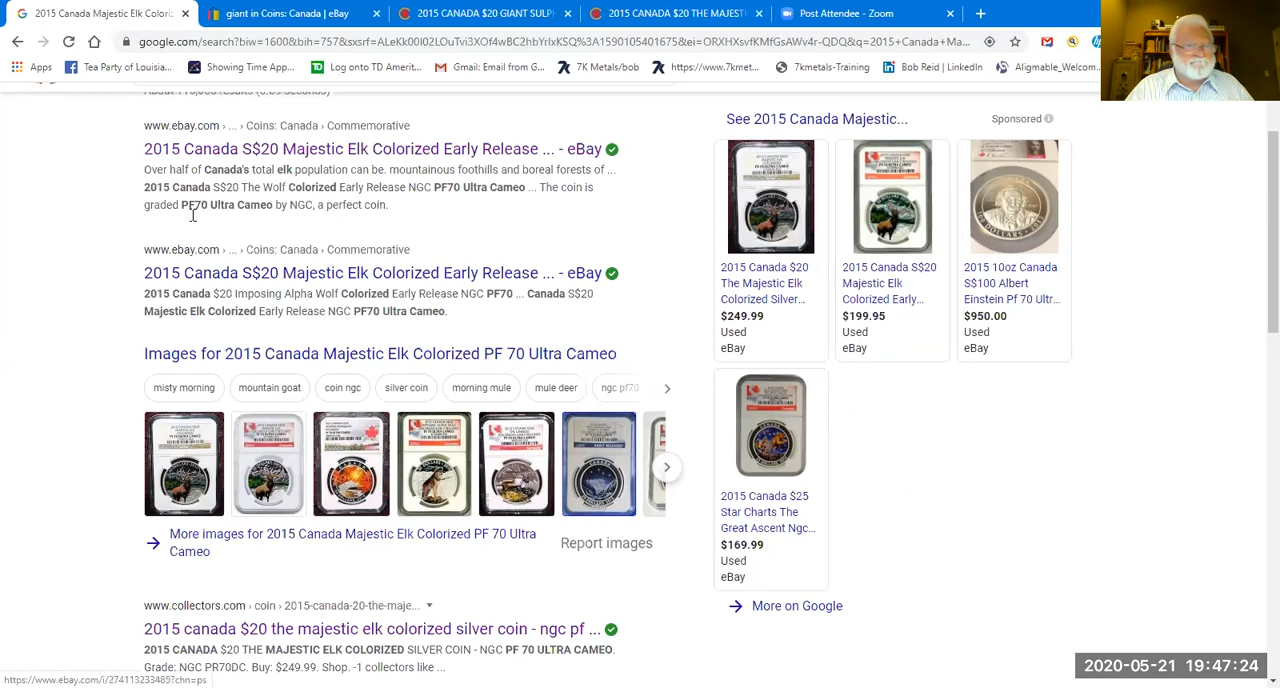 2015 Canada Majestic Elk Coloriz
giant in Coins: Canada | eBay
2015 CANADA $20 GIANT SULP
2015 CANADA $20 THE MAJEST
Post Attendee - Zoom
google.com/search?biw=1600&bih=757&sxsrf=ALeKk00I02LOu1vi3XOf4wBC2hbYrIxKSQ%3A1590105401675&ei=ORXHXsvfKMfGsAWv4r-QDQ&q=2015+Canada+Ma...
Apps
Tea Party of Louisia...
Showing Time App...
Log onto TD Amerit...
Gmail: Email from G...
7K Metals/bob
https://www.7kmet...
7kmetals-Training
Bob Reid | LinkedIn
Alignable_Welcom...
www.ebay.com › ... › Coins: Canada › Commemorative
2015 Canada S$20 Majestic Elk Colorized Early Release ... - eBay
Over half of Canada's total elk population can be. mountainous foothills and boreal forests of ...
2015 Canada S$20 The Wolf Colorized Early Release NGC PF70 Ultra Cameo ... The coin is
graded PF70 Ultra Cameo by NGC, a perfect coin.
www.ebay.com › ... › Coins: Canada › Commemorative
2015 Canada S$20 Majestic Elk Colorized Early Release ... - eBay
2015 Canada $20 Imposing Alpha Wolf Colorized Early Release NGC PF70 ... Canada S$20
Majestic Elk Colorized Early Release NGC PF70 Ultra Cameo.
Images for 2015 Canada Majestic Elk Colorized PF 70 Ultra Cameo
misty morning
mountain goat
coin ngc
silver coin
morning mule
mule deer
ngc pf70
More images for 2015 Canada Majestic Elk Colorized PF 70 Ultra
Cameo
Report images
www.collectors.com › coin › 2015-canada-20-the-maje...
2015 canada $20 the majestic elk colorized silver coin - ngc pf ...
2015 CANADA $20 THE MAJESTIC ELK COLORIZED SILVER COIN - NGC PF 70 ULTRA CAMEO.
Grade: NGC PR70DC. Buy: $249.99. Shop. -1 collectors like ...
https://www.ebay.com/i/274113233485?chn=ps
See 2015 Canada Majestic...
Sponsored
2015 Canada $20
The Majestic Elk
Colorized Silver...
$249.99
Used
eBay
2015 Canada S$20
Majestic Elk
Colorized Early...
$199.95
Used
eBay
2015 10oz Canada
S$100 Albert
Einstein Pf 70 Ultr...
$950.00
Used
eBay
2015 Canada $25
Star Charts The
Great Ascent Ngc...
$169.99
Used
eBay
More on Google
2020-05-21 19:47:24